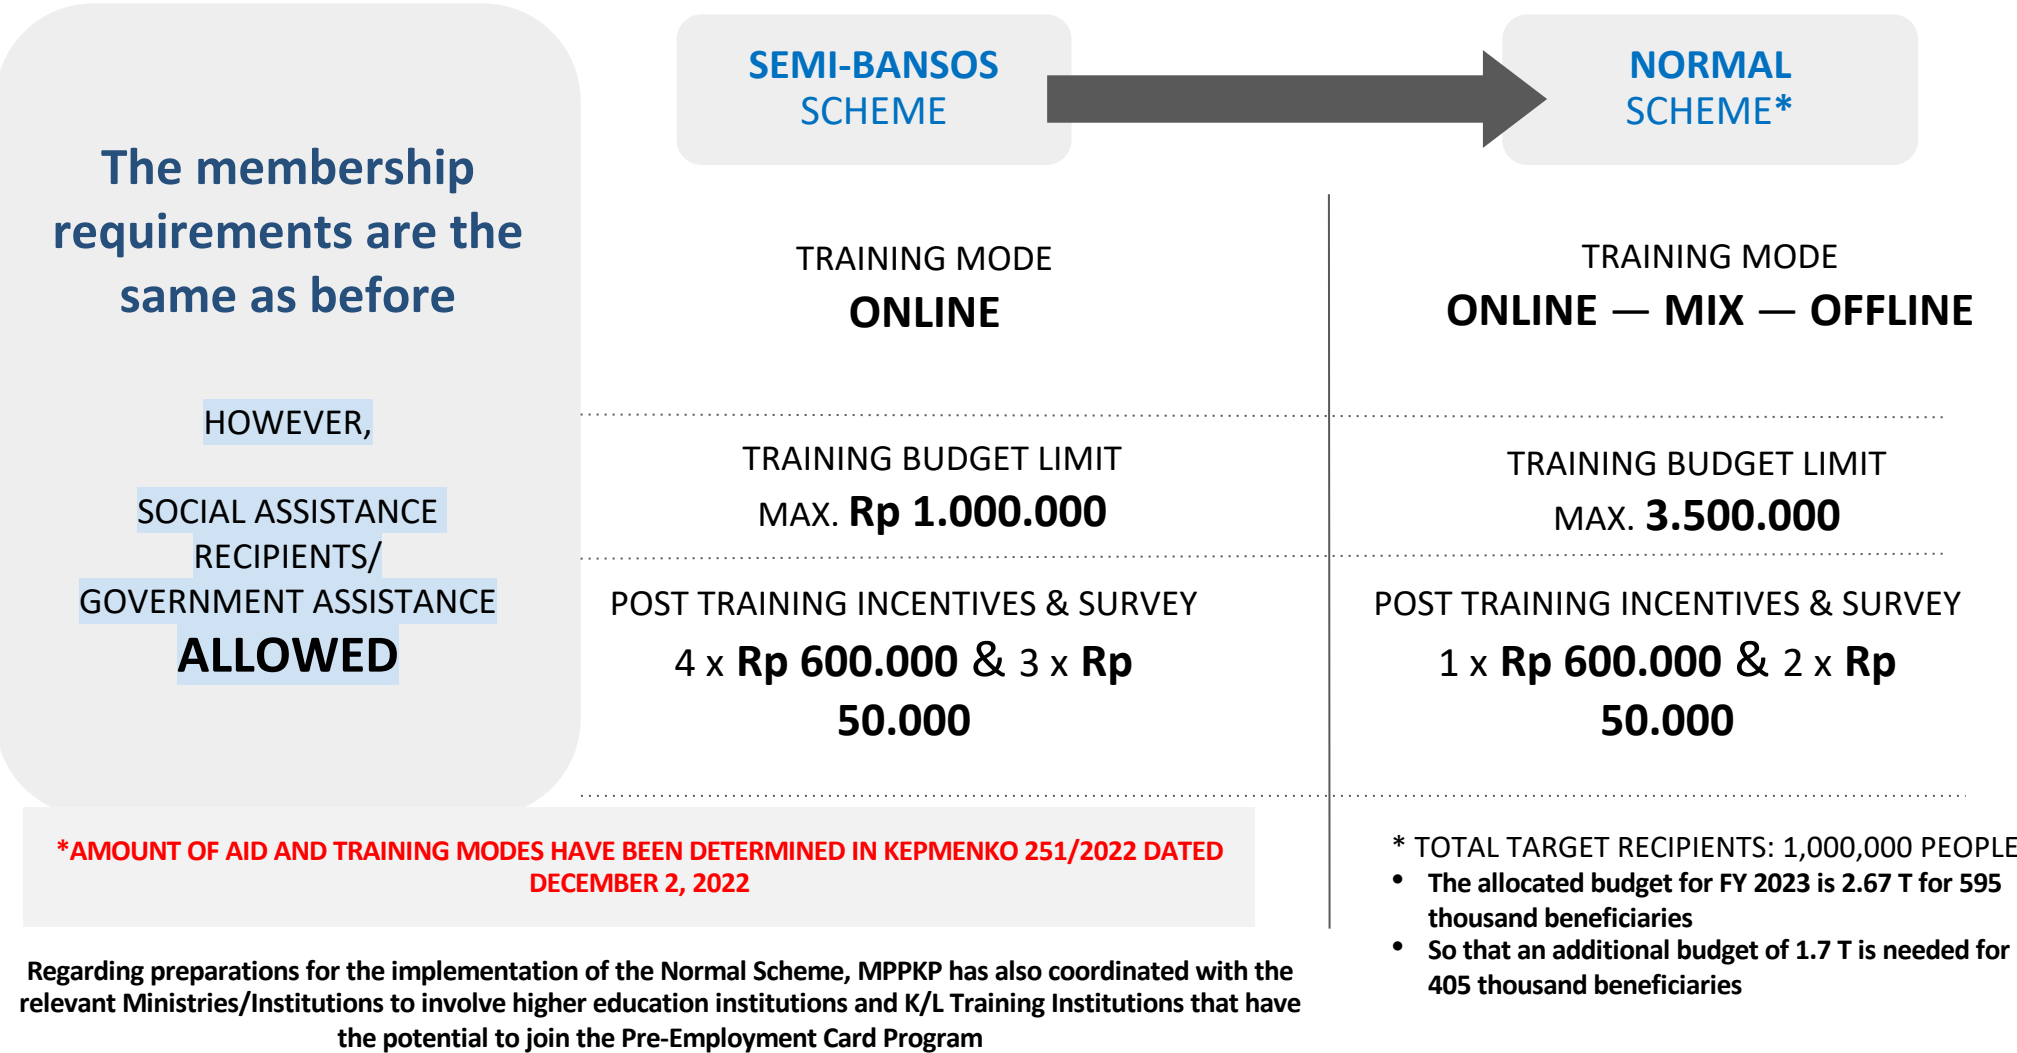 The membership
requirements are the
same as before
HOWEVER,
SOCIAL ASSISTANCE
RECIPIENTS/
GOVERNMENT ASSISTANCE
ALLOWED
SEMI-BANSOS
SCHEME
NORMAL
SCHEME*
TRAINING MODE
ONLINE
TRAINING MODE
ONLINE — MIX — OFFLINE
TRAINING BUDGET LIMIT
MAX. Rp 1.000.000
TRAINING BUDGET LIMIT
MAX. 3.500.000
POST TRAINING INCENTIVES & SURVEY
4 x Rp 600.000 & 3 x Rp
50.000
POST TRAINING INCENTIVES & SURVEY
1 x Rp 600.000 & 2 x Rp
50.000
*AMOUNT OF AID AND TRAINING MODES HAVE BEEN DETERMINED IN KEPMENKO 251/2022 DATED
DECEMBER 2, 2022
Regarding preparations for the implementation of the Normal Scheme, MPPKP has also coordinated with the
relevant Ministries/Institutions to involve higher education institutions and K/L Training Institutions that have
the potential to join the Pre-Employment Card Program
* TOTAL TARGET RECIPIENTS: 1,000,000 PEOPLE
• The allocated budget for FY 2023 is 2.67 T for 595
thousand beneficiaries
• So that an additional budget of 1.7 T is needed for
405 thousand beneficiaries